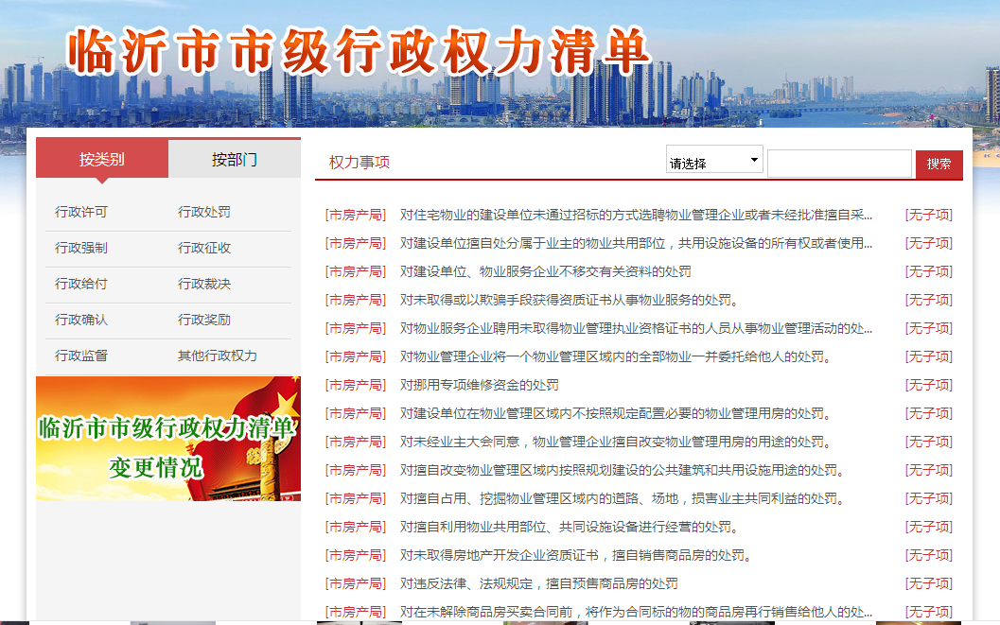 临沂市市级行政权力清单
按类别 按部门
权力事项 请选择 搜索
行政许可 行政处罚
行政强制 行政征收
行政给付 行政裁决
行政确认 行政奖励
行政监督 其他行政权力
临沂市市级行政权力清单
变更情况
[市房产局] 对住宅物业的建设单位未通过招标的方式选聘物业管理企业或者未经批准擅自采... [无子项]
[市房产局] 对建设单位擅自处分属于业主的物业共用部位，共用设施设备的所有权或者使用... [无子项]
[市房产局] 对建设单位、物业服务企业不移交有关资料的处罚 [无子项]
[市房产局] 对未取得或以欺骗手段获得资质证书从事物业服务的处罚。 [无子项]
[市房产局] 对物业服务企业聘用未取得物业管理执业资格证书的人员从事物业管理活动的处... [无子项]
[市房产局] 对物业管理企业将一个物业管理区域内的全部物业一并委托给他人的处罚。 [无子项]
[市房产局] 对挪用专项维修资金的处罚 [无子项]
[市房产局] 对建设单位在物业管理区域内不按照规定配置必要的物业管理用房的处罚。 [无子项]
[市房产局] 对未经业主大会同意，物业管理企业擅自改变物业管理用房的用途的处罚。 [无子项]
[市房产局] 对擅自改变物业管理区域内按照规划建设的公共建筑和共用设施用途的处罚。 [无子项]
[市房产局] 对擅自占用、挖掘物业管理区域内的道路、场地，损害业主共同利益的处罚。 [无子项]
[市房产局] 对擅自利用物业共用部位、共同设施设备进行经营的处罚。 [无子项]
[市房产局] 对未取得房地产开发企业资质证书，擅自销售商品房的处罚。 [无子项]
[市房产局] 对违反法律、法规规定，擅自预售商品房的处罚 [无子项]
[市房产局] 对在未解除商品房买卖合同前，将作为合同标的物的商品房再行销售给他人的处... [无子项]